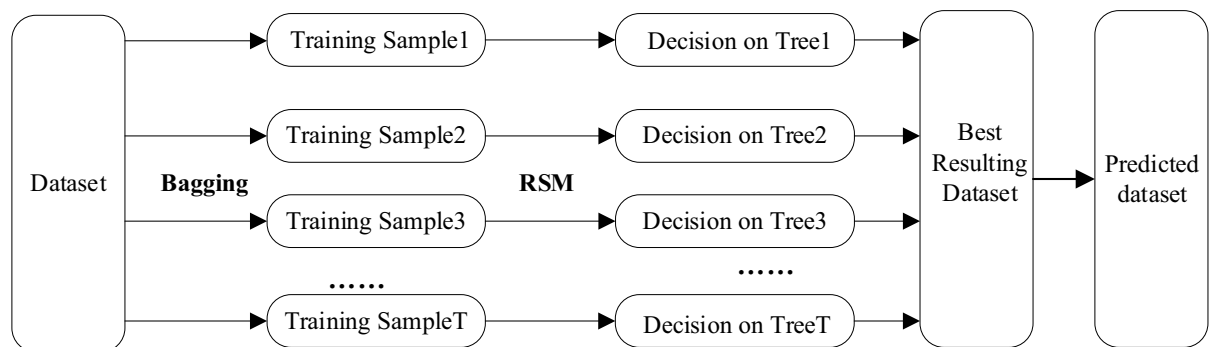 Training Sample1
Decision on Tree1
Training Sample2
Decision on Tree2
Dataset
Bagging
RSM
Best
Resulting
Dataset
Predicted
dataset
Training Sample3
Decision on Tree3
......
......
Training SampleT
Decision on TreeT